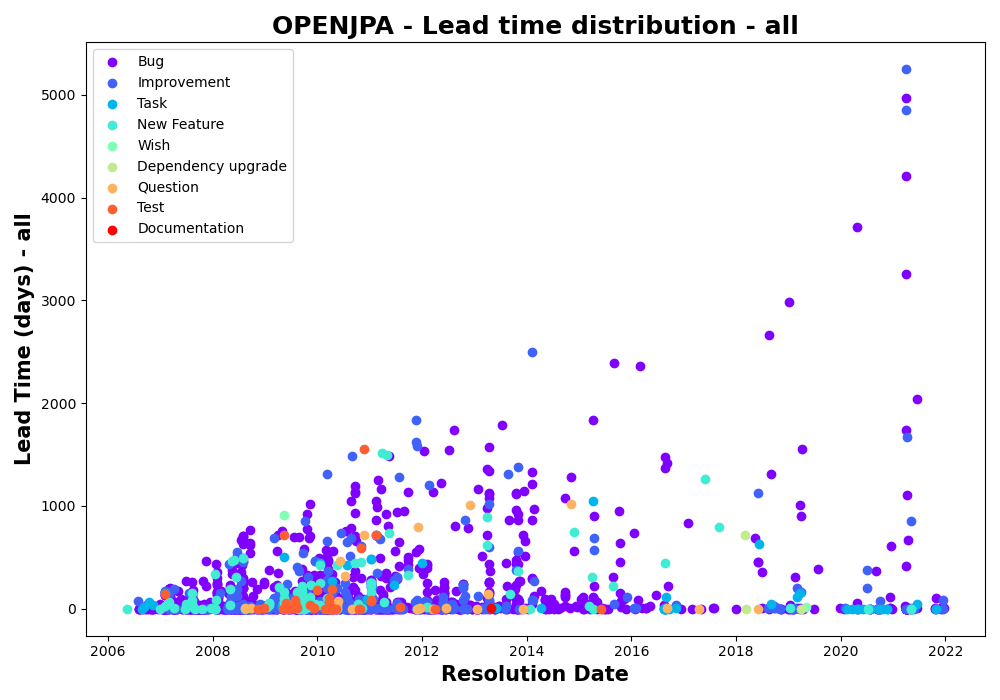 OPENJPA - Lead time distribution - all
Bug
Improvement
Task
New Feature
Wish
Dependency upgrade
Question
Test
Documentation
Lead Time (days) - all
5000
4000
3000
2000
1000
0
2006 2008 2010 2012 2014 2016 2018 2020 2022
Resolution Date